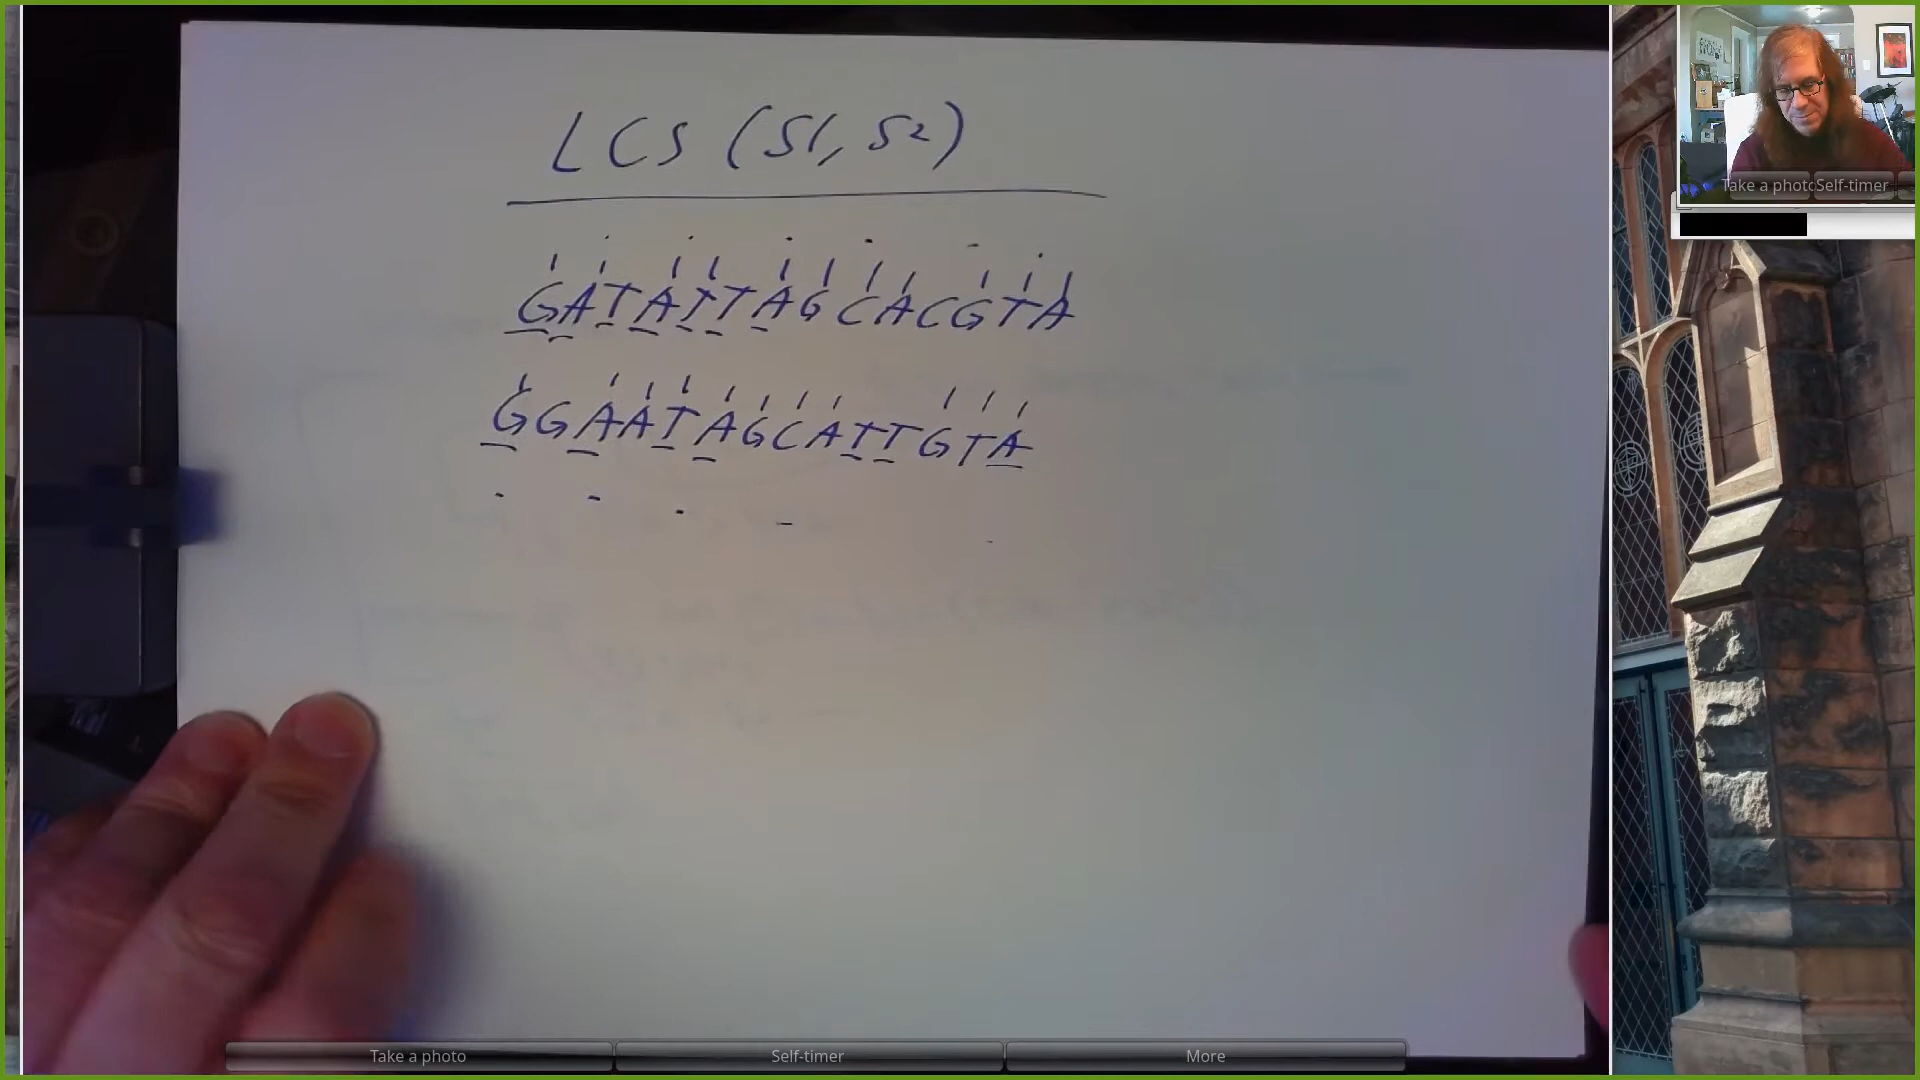 LCS (S1, S2)
GATATTAGCACGTA
GGAATAGCATTGTA
Take a photo Self-timer
Take a photo Self-timer More